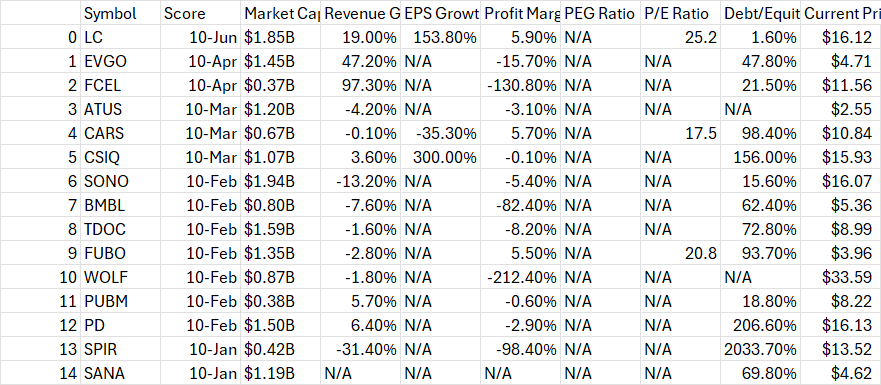 Symbol Score Market Cap Revenue G EPS Growt Profit Marg PEG Ratio P/E Ratio Debt/Equit Current Pri
0 LC 10-Jun $1.85B 19.00% 153.80% 5.90% N/A 25.2 1.60% $16.12
1 EVGO 10-Apr $1.45B 47.20% N/A -15.70% N/A N/A 47.80% $4.71
2 FCEL 10-Apr $0.37B 97.30% N/A -130.80% N/A N/A 21.50% $11.56
3 ATUS 10-Mar $1.20B -4.20% N/A -3.10% N/A N/A N/A $2.55
4 CARS 10-Mar $0.67B -0.10% -35.30% 5.70% N/A 17.5 98.40% $10.84
5 CSIQ 10-Mar $1.07B 3.60% 300.00% -0.10% N/A N/A 156.00% $15.93
6 SONO 10-Feb $1.94B -13.20% N/A -5.40% N/A N/A 15.60% $16.07
7 BMBL 10-Feb $0.80B -7.60% N/A -82.40% N/A N/A 62.40% $5.36
8 TDOC 10-Feb $1.59B -1.60% N/A -8.20% N/A N/A 72.80% $8.99
9 FUBO 10-Feb $1.35B -2.80% N/A 5.50% N/A 20.8 93.70% $3.96
10 WOLF 10-Feb $0.87B -1.80% N/A -212.40% N/A N/A N/A $33.59
11 PUBM 10-Feb $0.38B 5.70% N/A -0.60% N/A N/A 18.80% $8.22
12 PD 10-Feb $1.50B 6.40% N/A -2.90% N/A N/A 206.60% $16.13
13 SPIR 10-Jan $0.42B -31.40% N/A -98.40% N/A N/A 2033.70% $13.52
14 SANA 10-Jan $1.19B N/A N/A N/A N/A N/A 69.80% $4.62